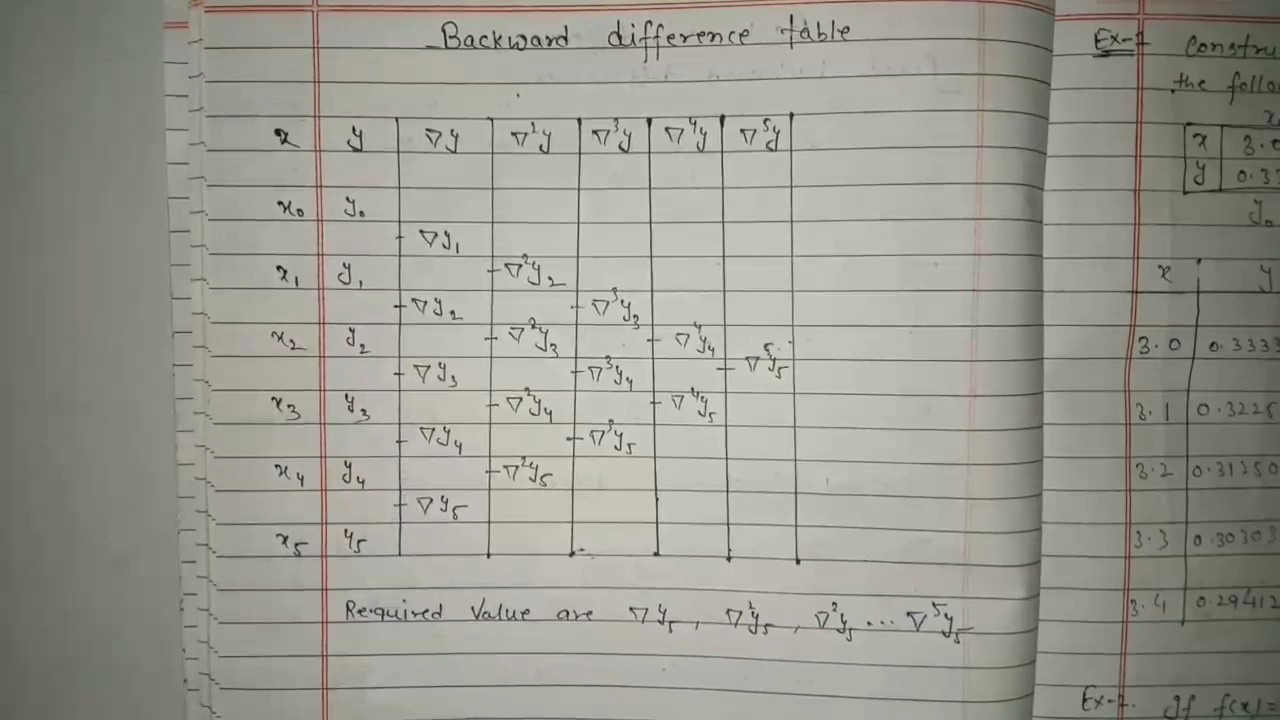 Backward difference table
x y ∇y ∇²y ∇³y ∇⁴y ∇⁵y
x₀ y₀
∇y₁
x₁ y₁ ∇²y₂
∇y₂ ∇³y₃
x₂ y₂ ∇²y₃ ∇⁴y₄
∇y₃ ∇³y₄ ∇⁵y₅
x₃ y₃ ∇²y₄ ∇⁴y₅
∇y₄ ∇³y₅
x₄ y₄ ∇²y₅
∇y₅
x₅ y₅
Required Value are ∇y₅, ∇²y₅, ∇²y₅ ... ∇⁵y₅
Ex-1 Constru
the follo
x
x 3.0
y 0.33
y₀
x y
3.0 0.3333
3.1 0.3225
3.2 0.31250
3.3 0.30303
3.4 0.29412
Ex-2. If f(x)=